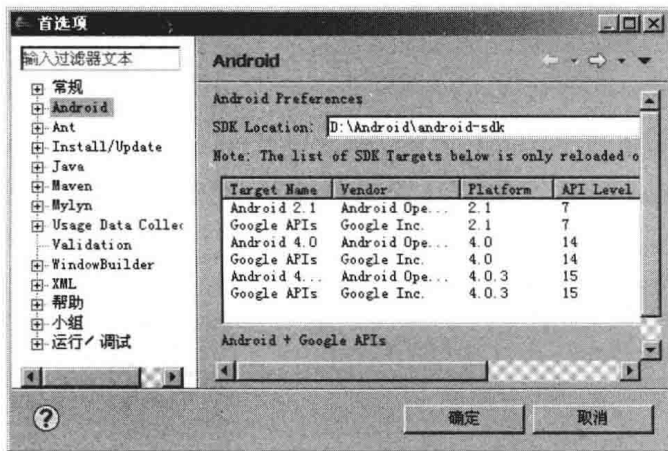 首选项
输入过滤器文本
常规
Android
Ant
Install/Update
Java
Maven
Mylyn
Usage Data Collec
Validation
WindowBuilder
XML
帮助
小组
运行/调试
Android
Android Preferences
SDK Location: D:\Android\android-sdk
Note: The list of SDK Targets below is only reloaded o
Target Name Vendor Platform API Level
Android 2.1 Android Ope... 2.1 7
Google APIs Google Inc. 2.1 7
Android 4.0 Android Ope... 4.0 14
Google APIs Google Inc. 4.0 14
Android 4... Android Ope... 4.0.3 15
Google APIs Google Inc. 4.0.3 15
Android + Google APIs
确定 取消